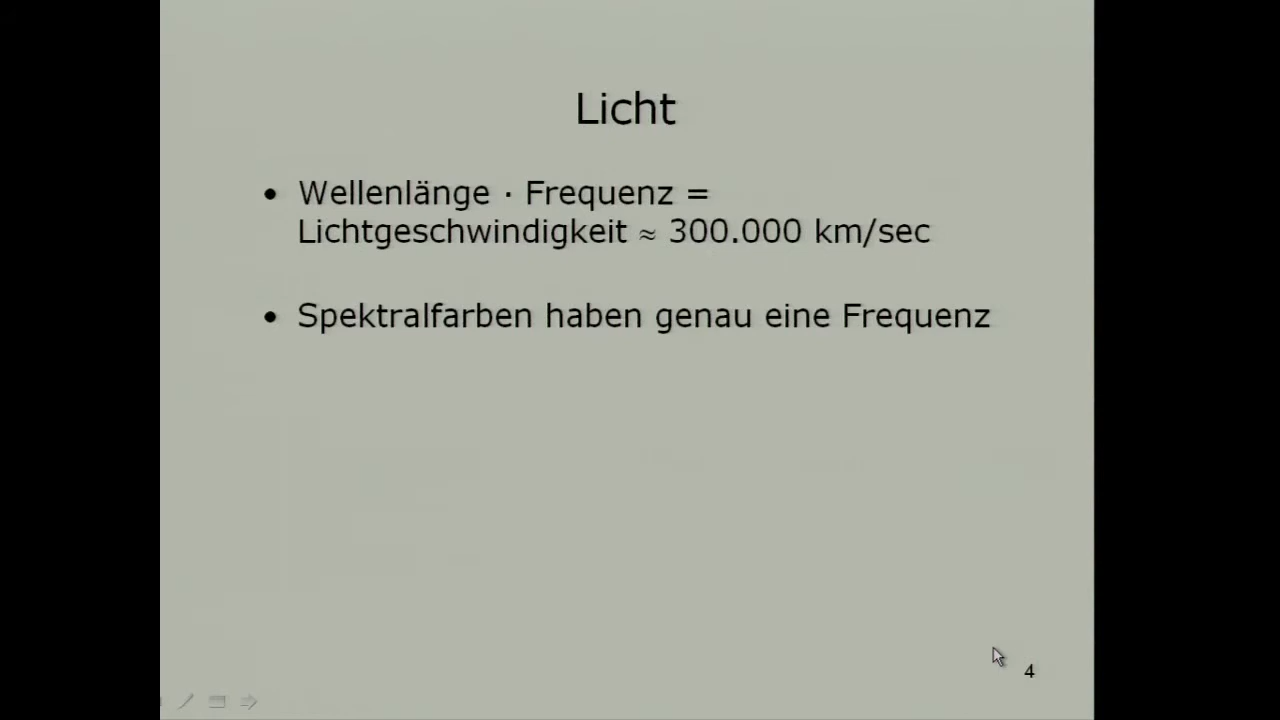 Licht
• Wellenlänge · Frequenz =
Lichtgeschwindigkeit ≈ 300.000 km/sec
• Spektralfarben haben genau eine Frequenz
4